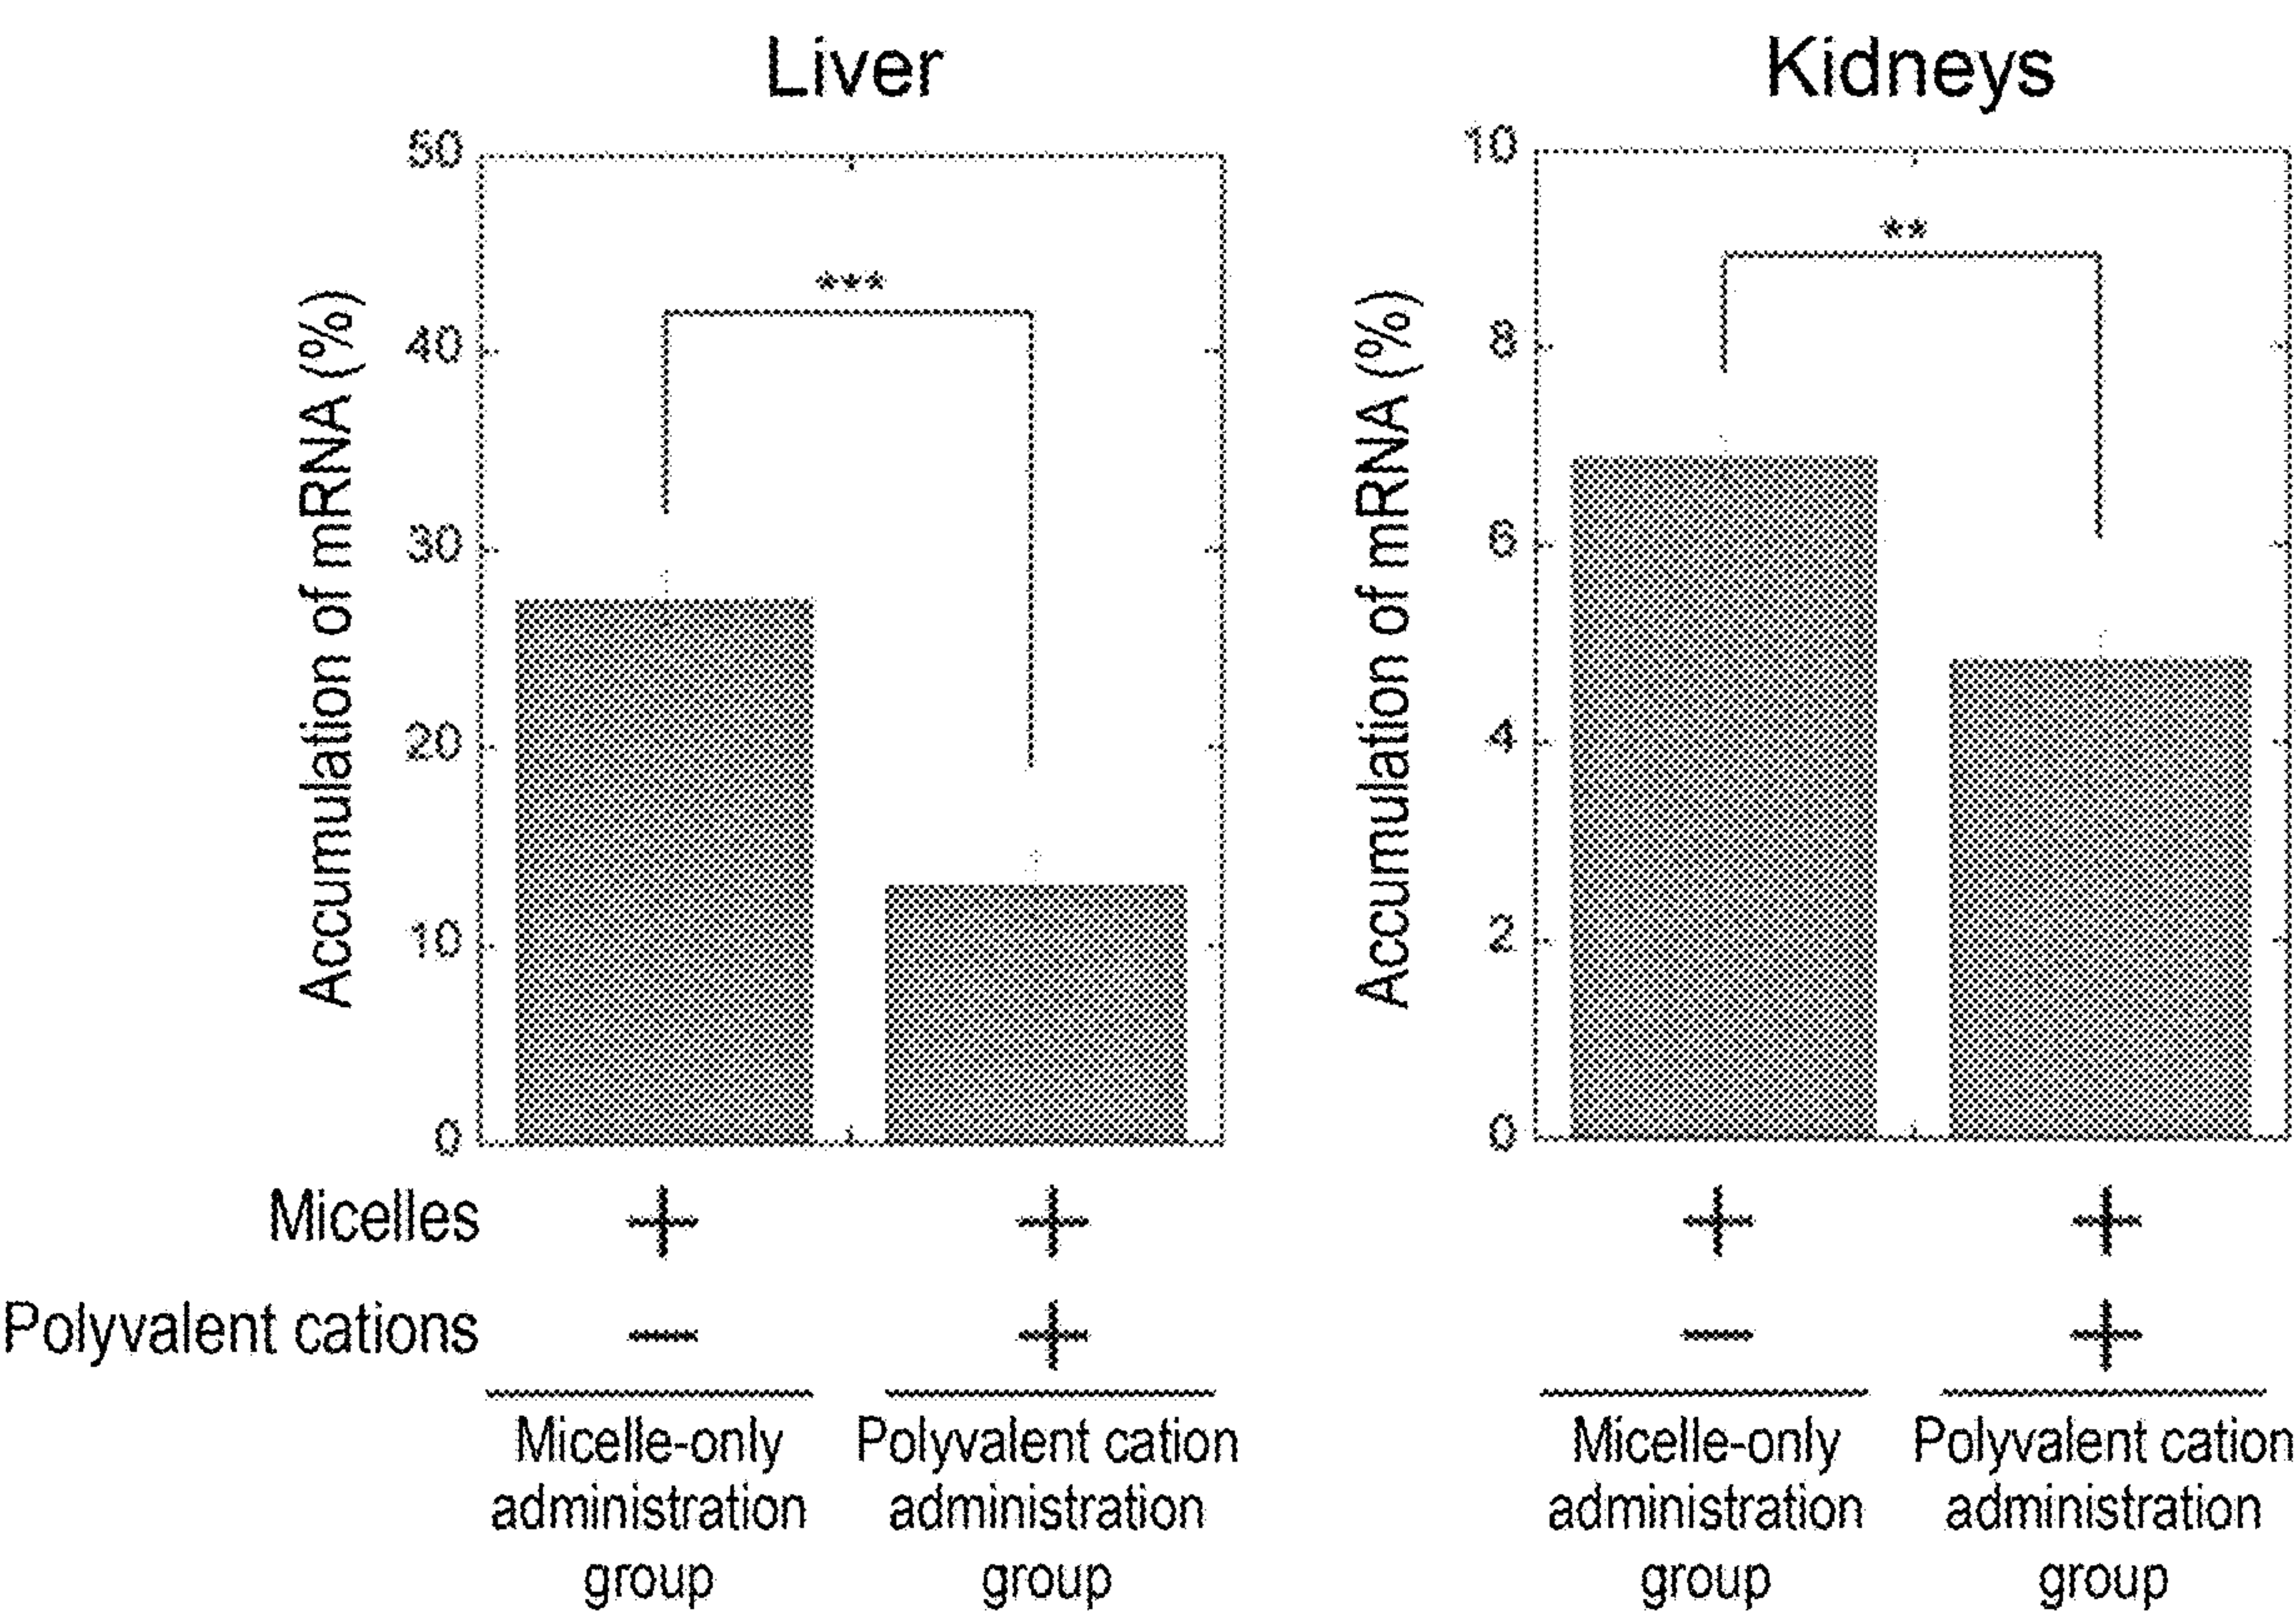 Liver
50
40
30
20
10
0
Accumulation of mRNA (%)
***
Kidneys
10
8
6
4
2
0
Accumulation of mRNA (%)
**
Micelles + + + +
Polyvalent cations − + − +
Micelle-only
administration
group
Polyvalent cation
administration
group
Micelle-only
administration
group
Polyvalent cation
administration
group